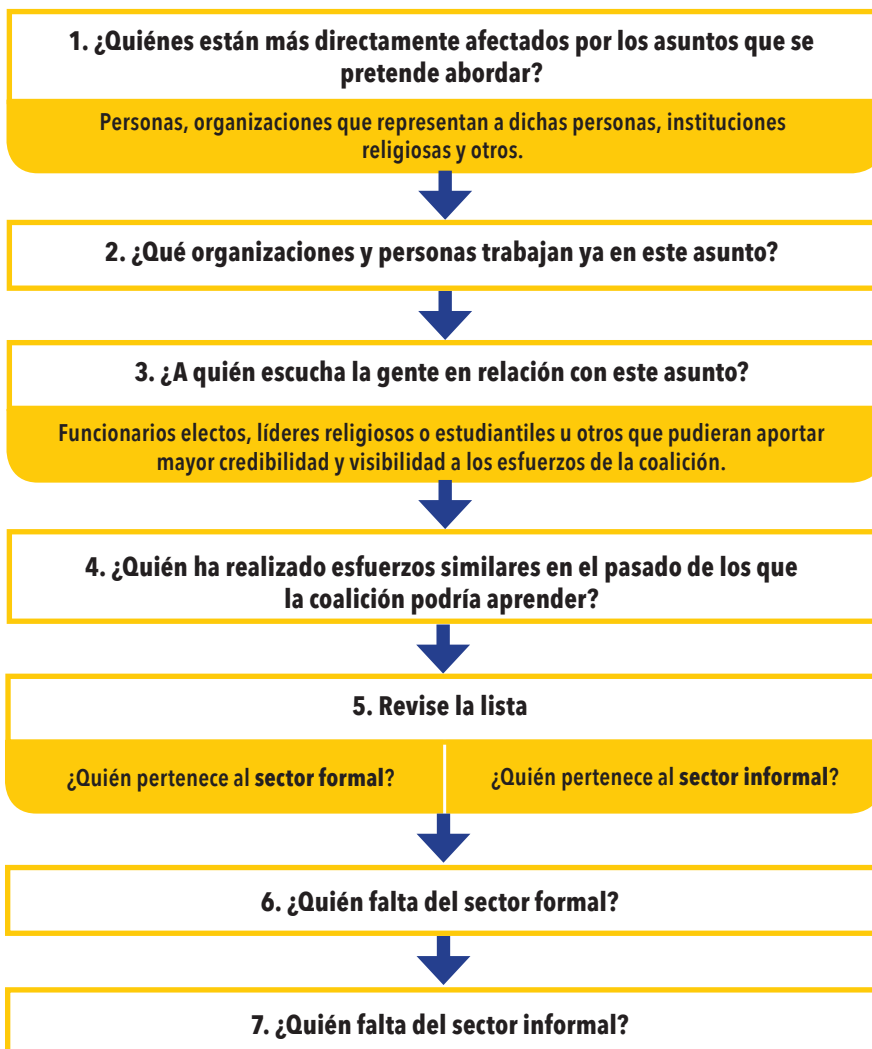 1. ¿Quiénes están más directamente afectados por los asuntos que se
pretende abordar?
Personas, organizaciones que representan a dichas personas, instituciones
religiosas y otros.
2. ¿Qué organizaciones y personas trabajan ya en este asunto?
3. ¿A quién escucha la gente en relación con este asunto?
Funcionarios electos, líderes religiosos o estudiantiles u otros que pudieran aportar
mayor credibilidad y visibilidad a los esfuerzos de la coalición.
4. ¿Quién ha realizado esfuerzos similares en el pasado de los que
la coalición podría aprender?
5. Revise la lista
¿Quién pertenece al sector formal?
¿Quién pertenece al sector informal?
6. ¿Quién falta del sector formal?
7. ¿Quién falta del sector informal?